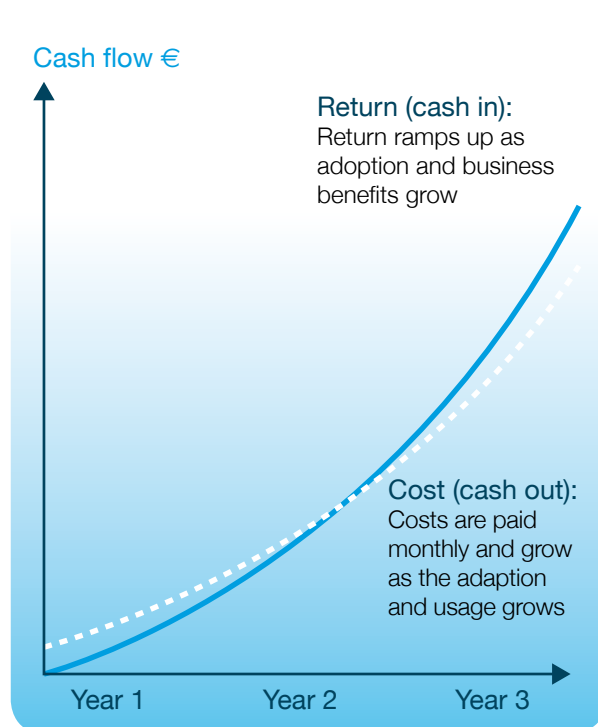 Cash flow €
Return (cash in):
Return ramps up as
adoption and business
benefits grow
Cost (cash out):
Costs are paid
monthly and grow
as the adaption
and usage grows
Year 1 Year 2 Year 3